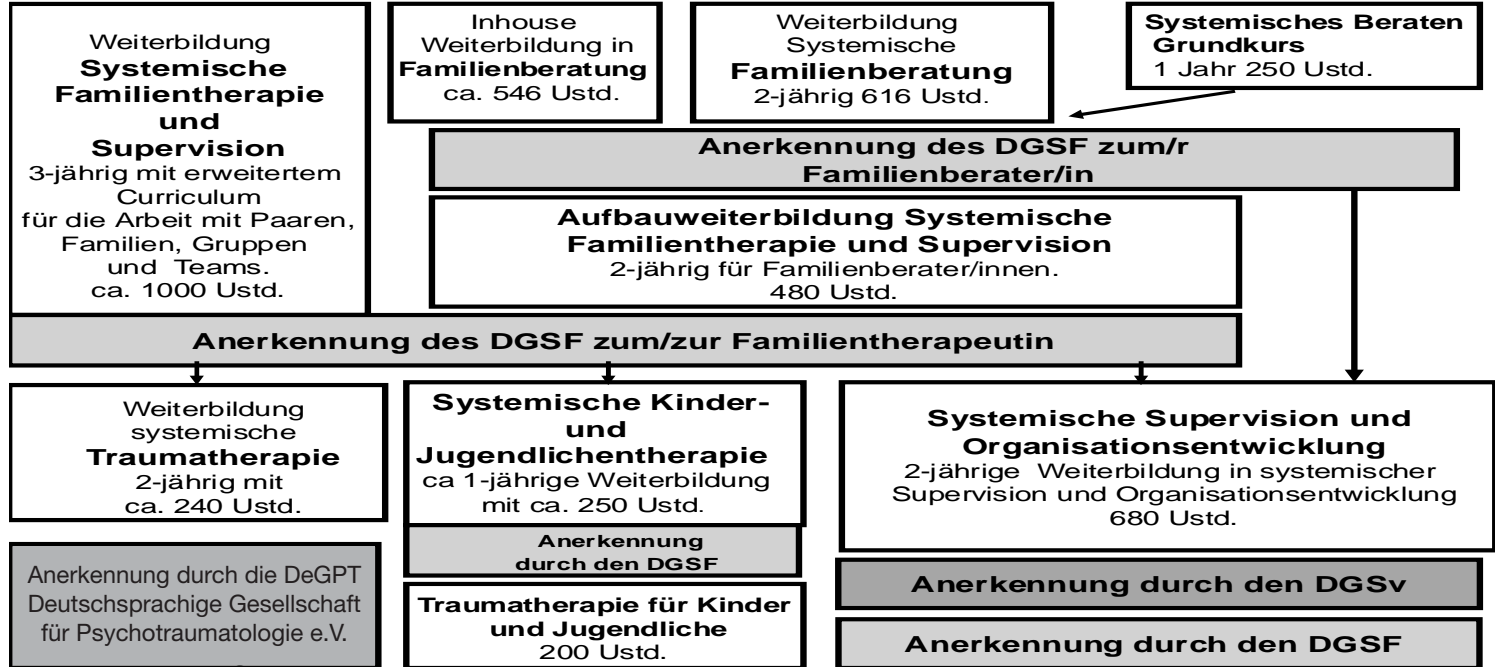 Weiterbildung
Systemische
Familientherapie
und
Supervision
3-jährig mit erweitertem
Curriculum
für die Arbeit mit Paaren,
Familien, Gruppen
und Teams.
ca. 1000 Ustd.
Inhouse
Weiterbildung in
Familienberatung
ca. 546 Ustd.
Weiterbildung
Systemische
Familienberatung
2-jährig 616 Ustd.
Systemisches Beraten
Grundkurs
1 Jahr 250 Ustd.
Anerkennung des DGSF zum/r
Familienberater/in
Aufbauweiterbildung Systemische
Familientherapie und Supervision
2-jährig für Familienberater/innen.
480 Ustd.
Anerkennung des DGSF zum/zur Familientherapeutin
Weiterbildung
systemische
Traumatherapie
2-jährig mit
ca. 240 Ustd.
Anerkennung durch die DeGPT
Deutschsprachige Gesellschaft
für Psychotraumatologie e.V.
Systemische Kinder-
und
Jugendlichentherapie
ca 1-jährige Weiterbildung
mit ca. 250 Ustd.
Anerkennung
durch den DGSF
Traumatherapie für Kinder
und Jugendliche
200 Ustd.
Systemische Supervision und
Organisationsentwicklung
2-jährige Weiterbildung in systemischer
Supervision und Organisationsentwicklung
680 Ustd.
Anerkennung durch den DGSv
Anerkennung durch den DGSF